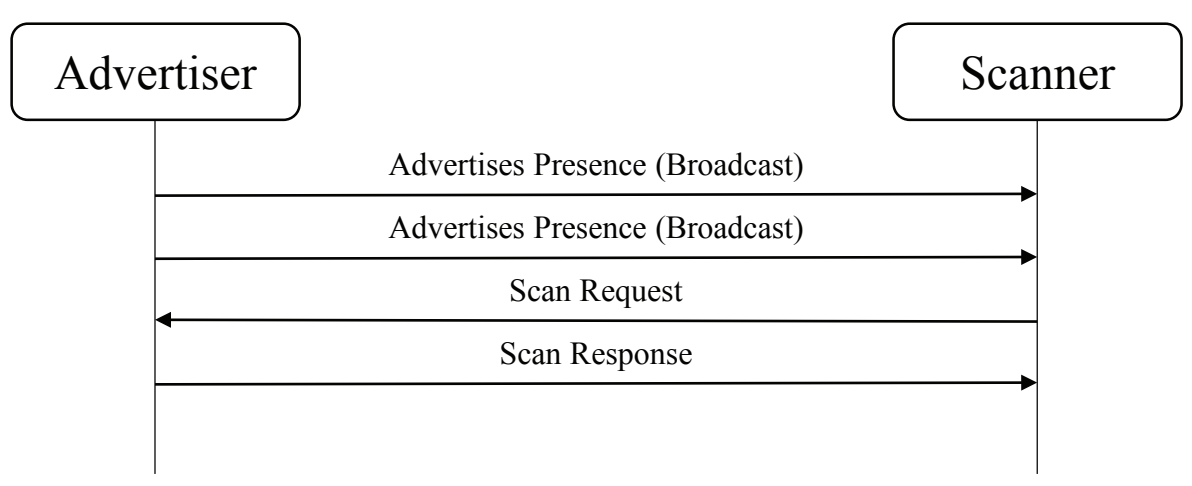 Advertiser
Scanner
Advertises Presence (Broadcast)
Advertises Presence (Broadcast)
Scan Request
Scan Response